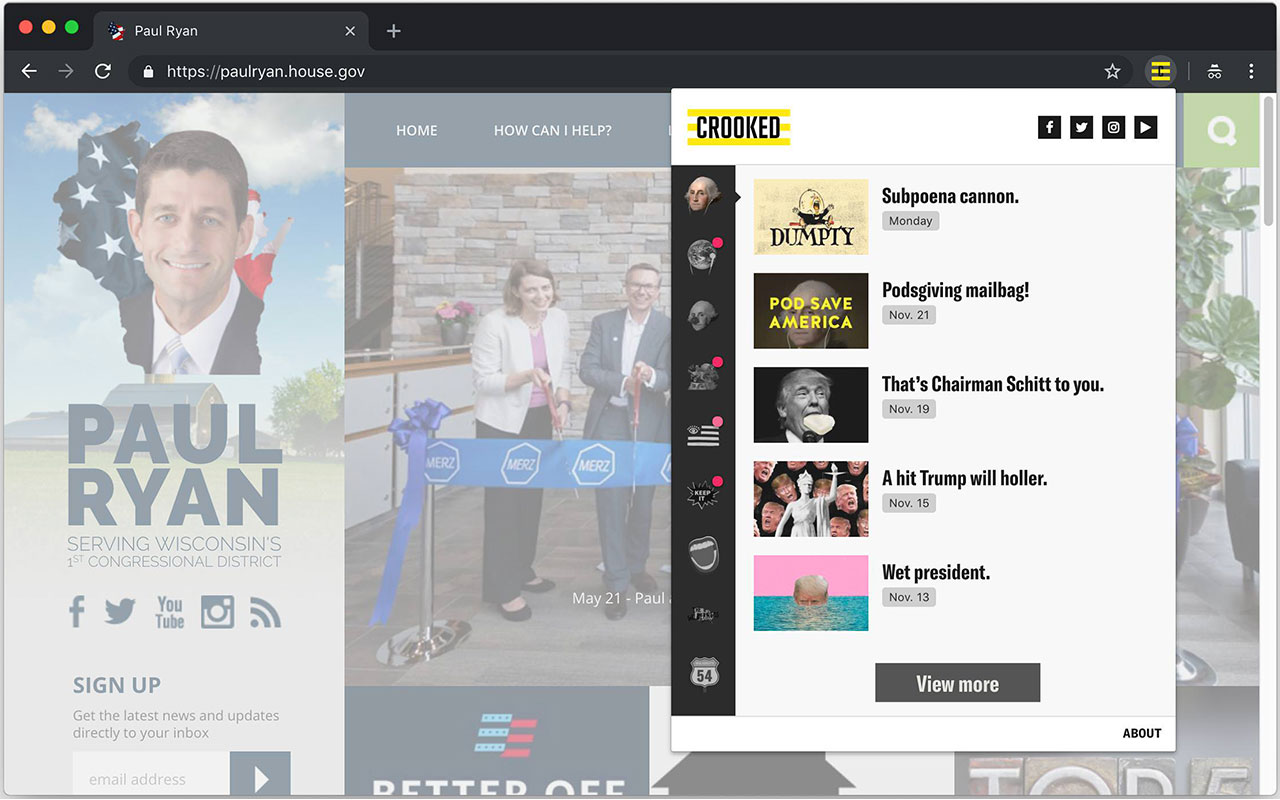 Paul Ryan
https://paulryan.house.gov
HOME
HOW CAN I HELP?
PAUL
RYAN
SERVING WISCONSIN'S
1ST CONGRESSIONAL DISTRICT
You
Tube
SIGN UP
Get the latest news and updates
directly to your inbox
email address
MERZ
MERZ
MERZ
May 21 - Paul
BETTER OFF
TOP 5
CROOKED
KEEP
IT
54
DUMPTY
Subpoena cannon.
Monday
POD SAVE
AMERICA
Podsgiving mailbag!
Nov. 21
That’s Chairman Schitt to you.
Nov. 19
A hit Trump will holler.
Nov. 15
Wet president.
Nov. 13
View more
ABOUT